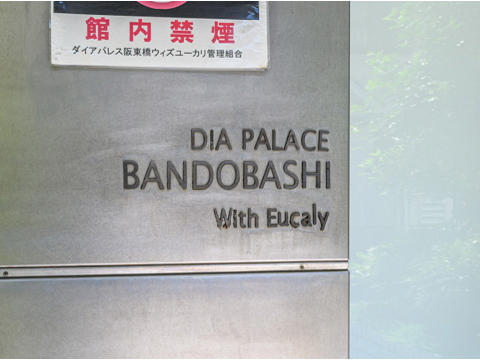 館内禁煙
ダイアパレス阪東橋ウィズユーカリ管理組合
DIA PALACE
BANDOBASHI
With Eucaly